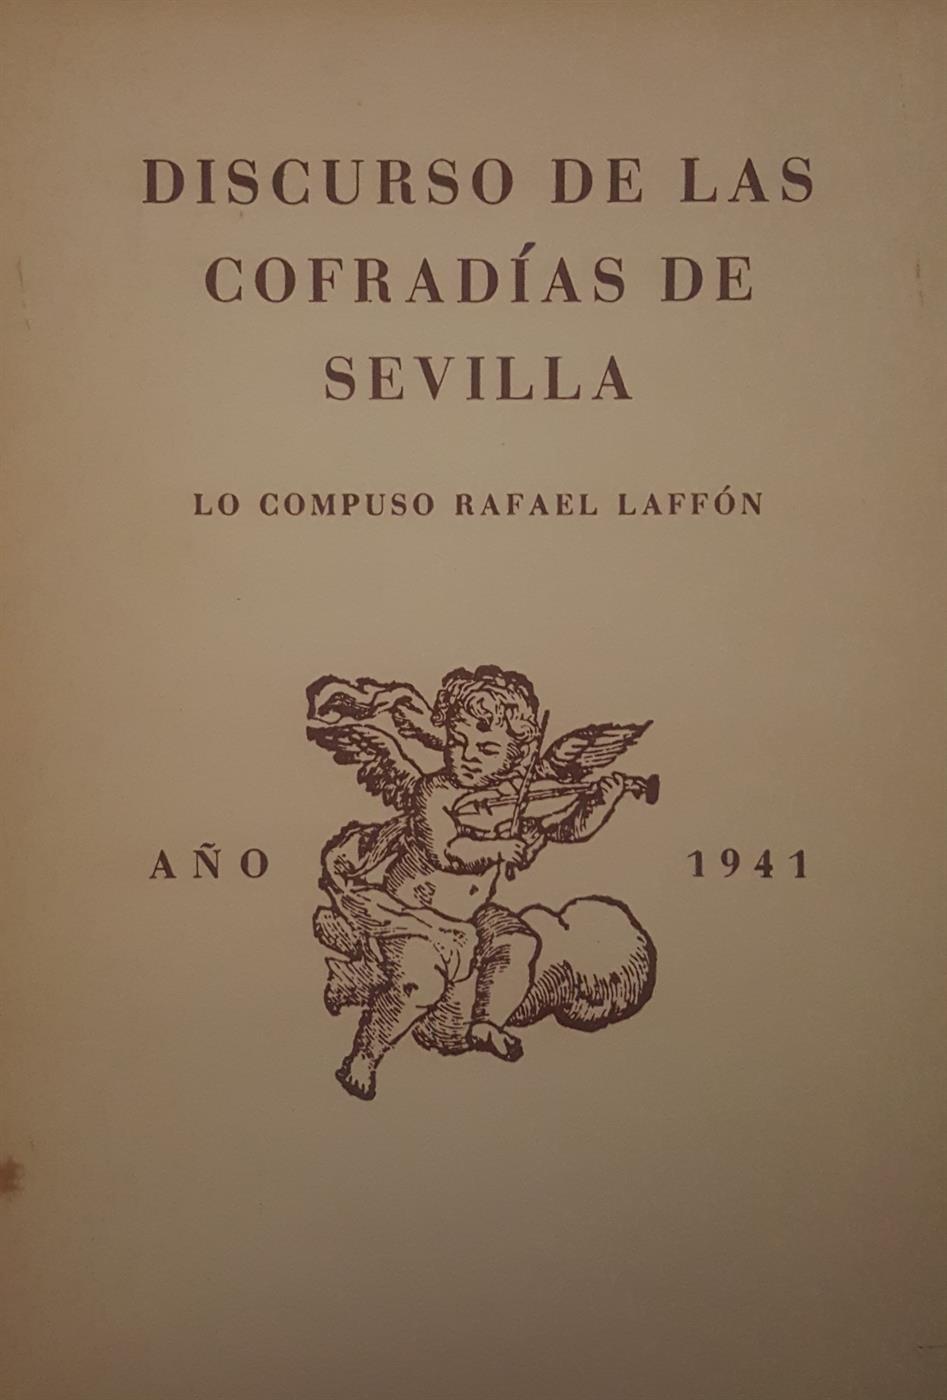 DISCURSO DE LAS
COFRADÍAS DE
SEVILLA
LO COMPUSO RAFAEL LAFFÓN
AÑO 1941